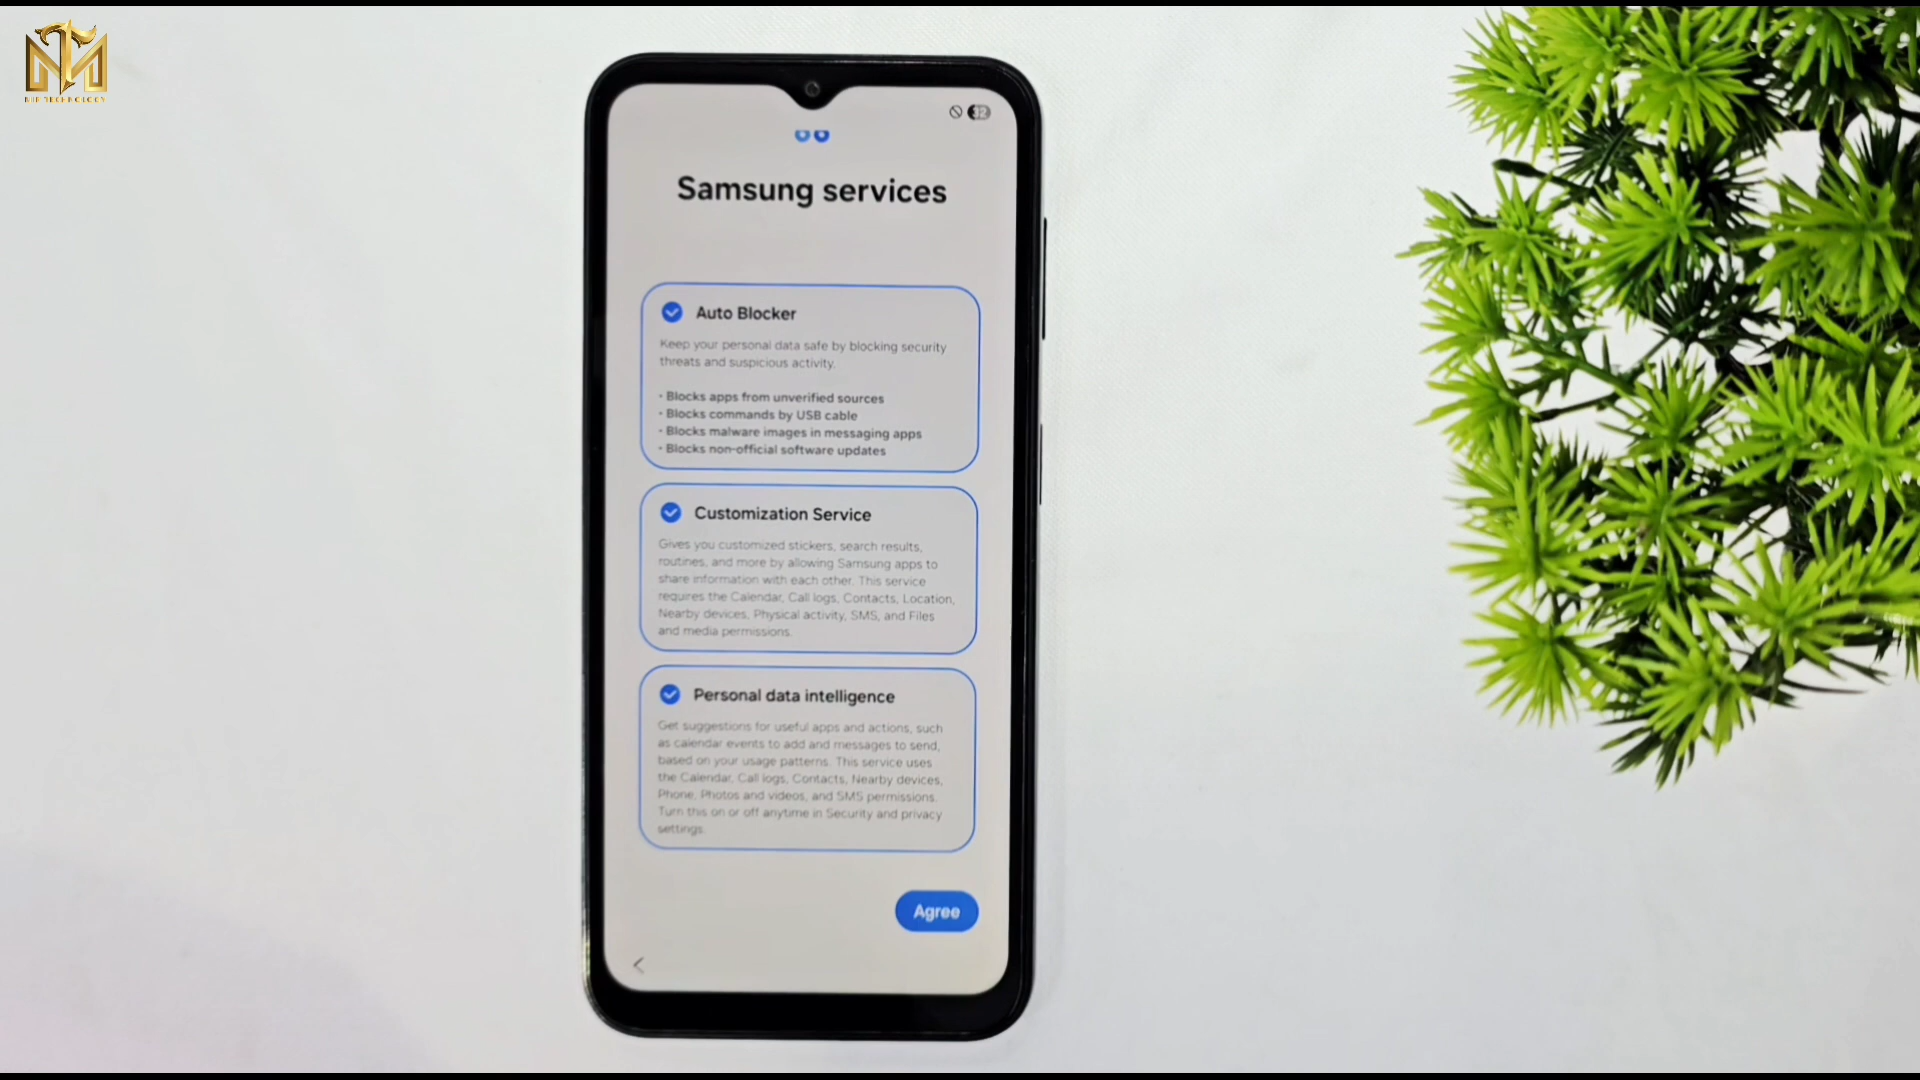 32
Samsung services
Auto Blocker
Keep your personal data safe by blocking security
threats and suspicious activity.
• Blocks apps from unverified sources
• Blocks commands by USB cable
• Blocks malware images in messaging apps
• Blocks non-official software updates
Customization Service
Gives you customized stickers, search results,
routines, and more by allowing Samsung apps to
share information with each other. This service
requires the Calendar, Call logs, Contacts, Location,
Nearby devices, Physical activity, SMS, and Files
and media permissions.
Personal data intelligence
Get suggestions for useful apps and actions, such
as calendar events to add and messages to send,
based on your usage patterns. This service uses
the Calendar, Call logs, Contacts, Nearby devices,
Phone, Photos and videos, and SMS permissions.
Turn this on or off anytime in Security and privacy
settings.
Agree